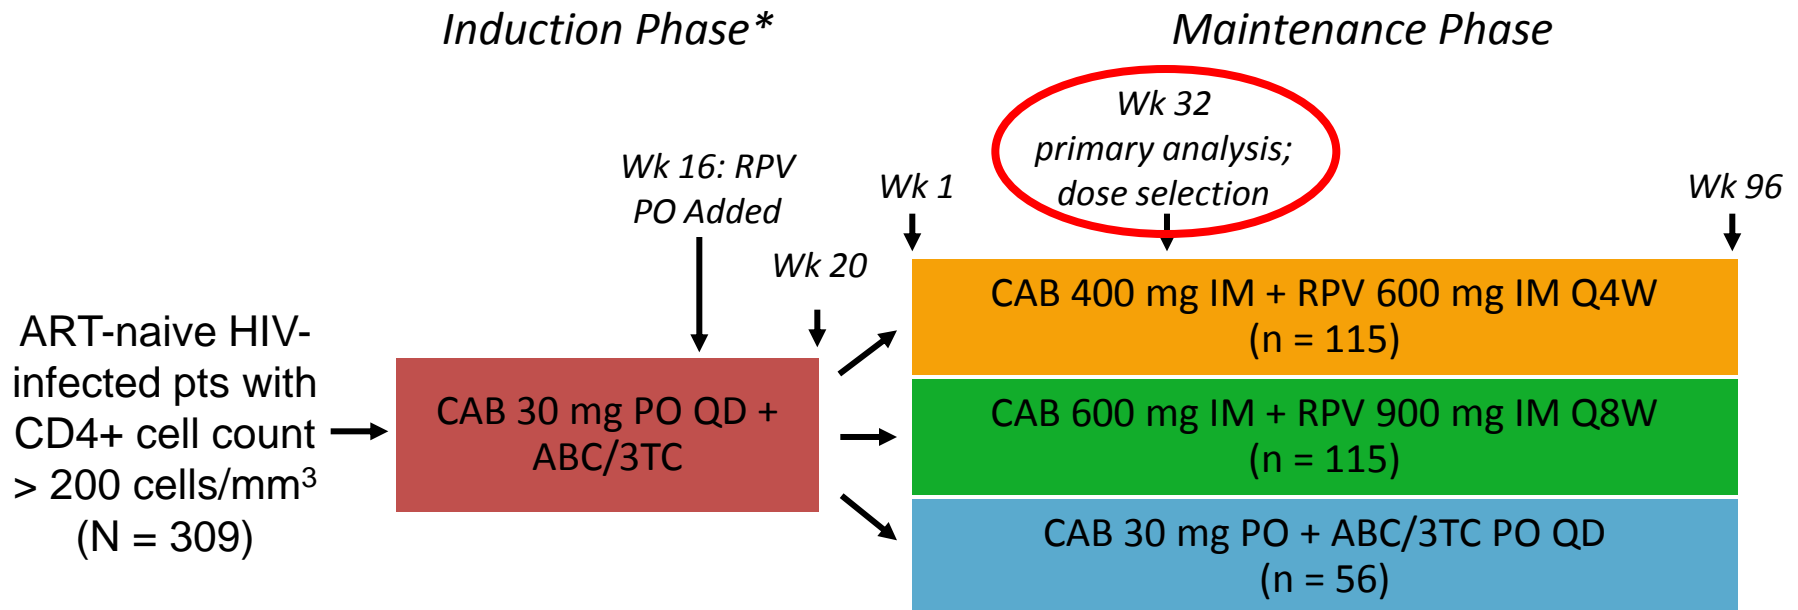 Induction Phase*
Maintenance Phase
Wk 16: RPV
PO Added
Wk 20
Wk 1
Wk 32
primary analysis;
dose selection
Wk 96
ART-naive HIV-
infected pts with
CD4+ cell count
> 200 cells/mm³
(N = 309)
CAB 30 mg PO QD +
ABC/3TC
CAB 400 mg IM + RPV 600 mg IM Q4W
(n = 115)
CAB 600 mg IM + RPV 900 mg IM Q8W
(n = 115)
CAB 30 mg PO + ABC/3TC PO QD
(n = 56)